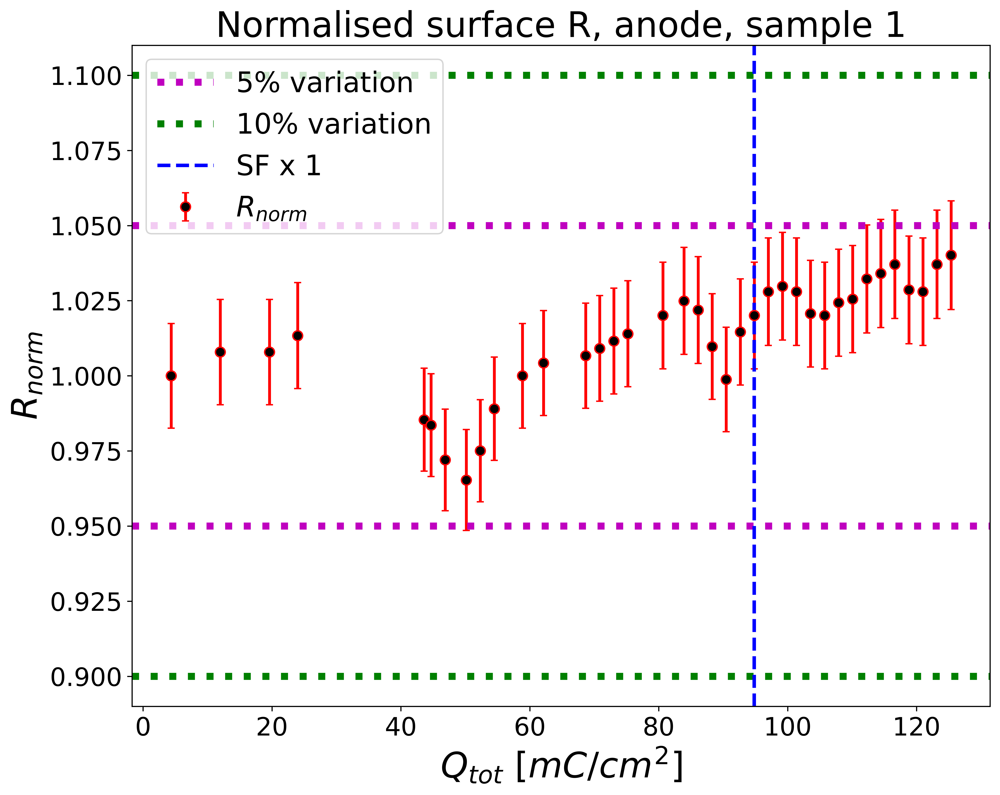 Normalised surface R, anode, sample 1
5% variation
10% variation
SF x 1
R_norm
R_norm
1.100
1.075
1.050
1.025
1.000
0.975
0.950
0.925
0.900
0 20 40 60 80 100 120
Q_tot [mC/cm²]